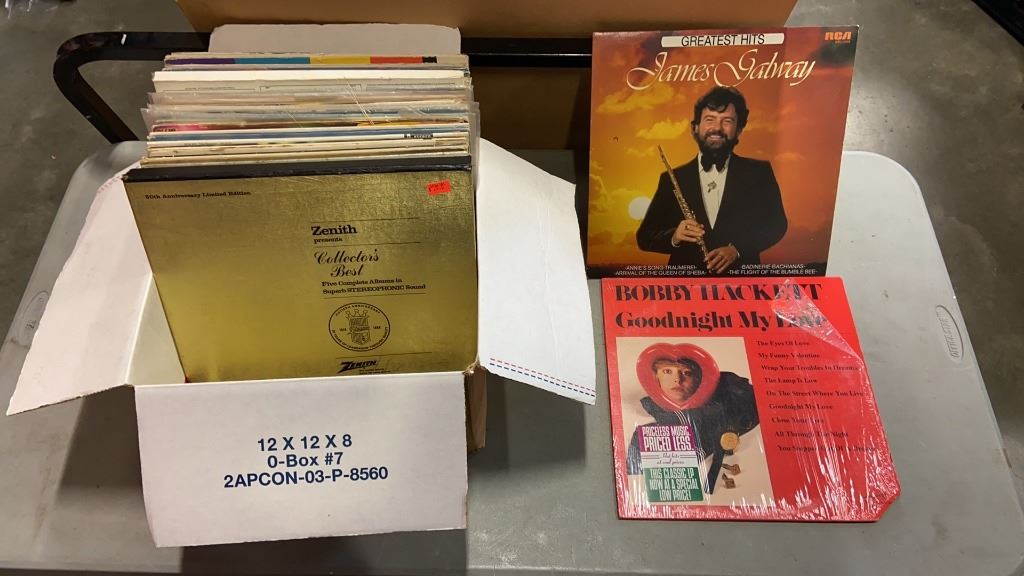 50th Anniversary Limited Edition
Zenith
presents
Collector's
Best
Five Complete Albums in
Superb STEREOPHONIC Sound
ZENITH
12 X 12 X 8
0-Box #7
2APCON-03-P-8560
GREATEST HITS
RCA
James Galway
-ANNIE'S SONG-TRAUMEREI-
-ARRIVAL OF THE QUEEN OF SHEBA-
BADINERIE-BACHIANAS-
-THE FLIGHT OF THE BUMBLE BEE-
BOBBY HACKETT
Goodnight My Love
The Eyes Of Love
My Funny Valentine
Wrap Your Troubles In Dreams
The Lamp Is Low
On The Street Where You Live
Goodnight My Love
Close Your Eyes
All Through The Night
PRICELESS MUSIC
PRICED LESS.
THIS CLASSIC LP
NOW AT A SPECIAL
LOW PRICE!